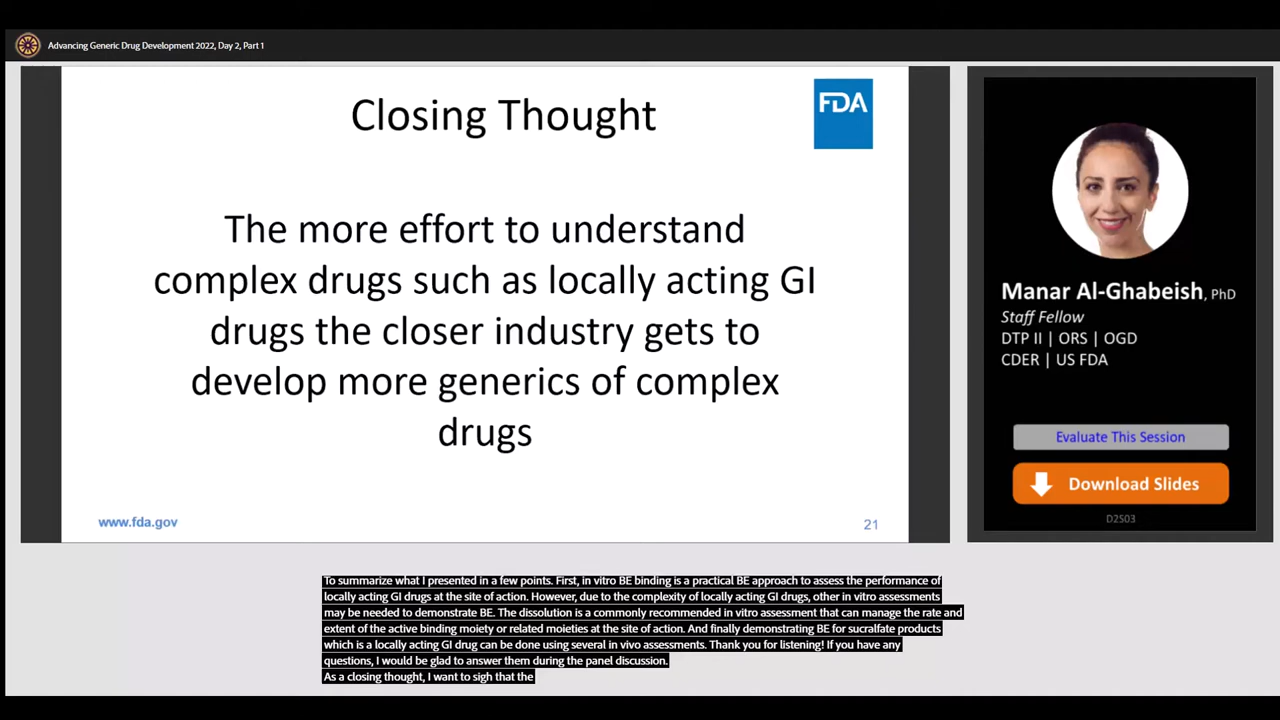 Advancing Generic Drug Development 2022, Day 2, Part 1
Closing Thought
FDA
The more effort to understand
complex drugs such as locally acting GI
drugs the closer industry gets to
develop more generics of complex
drugs
www.fda.gov
21
Manar Al-Ghabeish, PhD
Staff Fellow
DTP II | ORS | OGD
CDER | US FDA
Evaluate This Session
Download Slides
D2S03
To summarize what I presented in a few points. First, in vitro BE binding is a practical BE approach to assess the performance of
locally acting GI drugs at the site of action. However, due to the complexity of locally acting GI drugs, other in vitro assessments
may be needed to demonstrate BE. The dissolution is a commonly recommended in vitro assessment that can manage the rate and
extent of the active binding moiety or related moieties at the site of action. And finally demonstrating BE for sucralfate products
which is a locally acting GI drug can be done using several in vivo assessments. Thank you for listening! If you have any
questions, I would be glad to answer them during the panel discussion.
As a closing thought, I want to sigh that the